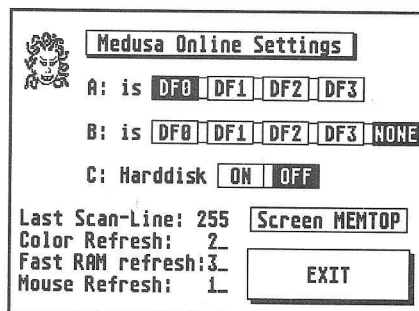 Medusa Online Settings
A: is DF0 DF1 DF2 DF3
B: is DF0 DF1 DF2 DF3 NONE
C: Harddisk ON OFF
Last Scan-Line: 255 Screen MEMTOP
Color Refresh: 2_
Fast RAM refresh:3_
Mouse Refresh: 1_
EXIT